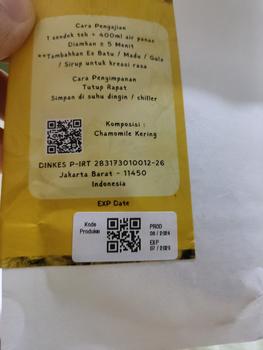 Cara Penyajian
1 sendok teh + 400ml air panas
Diamkan ± 5 Menit
**Tambahkan Es Batu / Madu / Gula
/ Sirup untuk kreasi rasa
Cara Penyimpanan
Tutup Rapat
Simpan di suhu dingin / chiller
Komposisi :
Chamomile Kering
DINKES P-IRT 283173010012-26
Jakarta Barat - 11450
Indonesia
EXP Date
Kode
Produksi
PROD
EXP